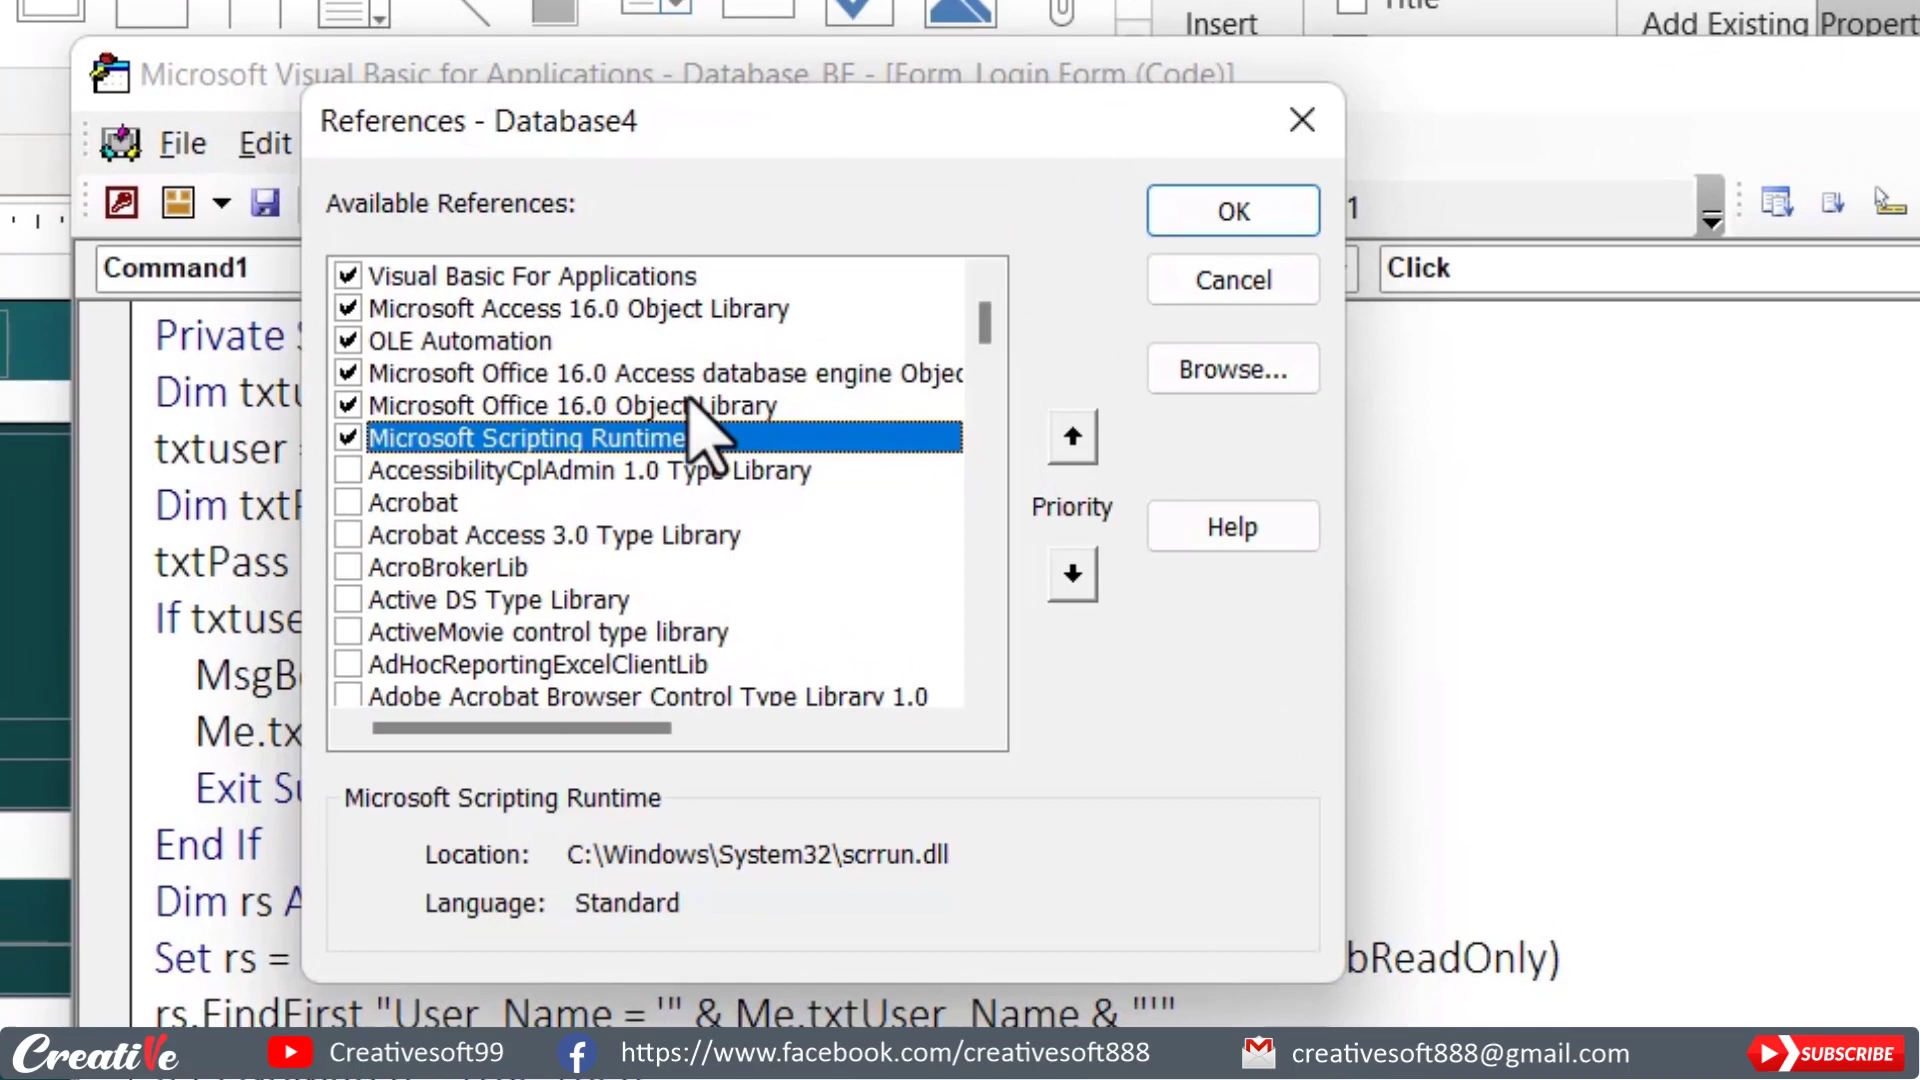 Title
Insert
Add Existing
Propert
Microsoft Visual Basic for Applications - Database_BE - [Form_Login Form (Code)]
References - Database4
File Edit
Available References:
OK
1
Command1
Click
Visual Basic For Applications
Cancel
Microsoft Access 16.0 Object Library
OLE Automation
Microsoft Office 16.0 Access database engine Objec
Browse...
Microsoft Office 16.0 Object Library
Microsoft Scripting Runtime
AccessibilityCplAdmin 1.0 Type Library
Acrobat
Priority
Acrobat Access 3.0 Type Library
Help
AcroBrokerLib
Active DS Type Library
ActiveMovie control type library
AdHocReportingExcelClientLib
Adobe Acrobat Browser Control Type Library 1.0
Microsoft Scripting Runtime
Location: C:\Windows\System32\scrrun.dll
Language: Standard
Private S
Dim txtu
txtuser =
Dim txtP
txtPass
If txtuse
MsgBo
Me.tx
Exit Su
End If
Dim rs A
Set rs = bReadOnly)
rs.FindFirst "User_Name = '" & Me.txtUser_Name & "'"
CreatiVe
Creativesoft99
https://www.facebook.com/creativesoft888
creativesoft888@gmail.com
SUBSCRIBE